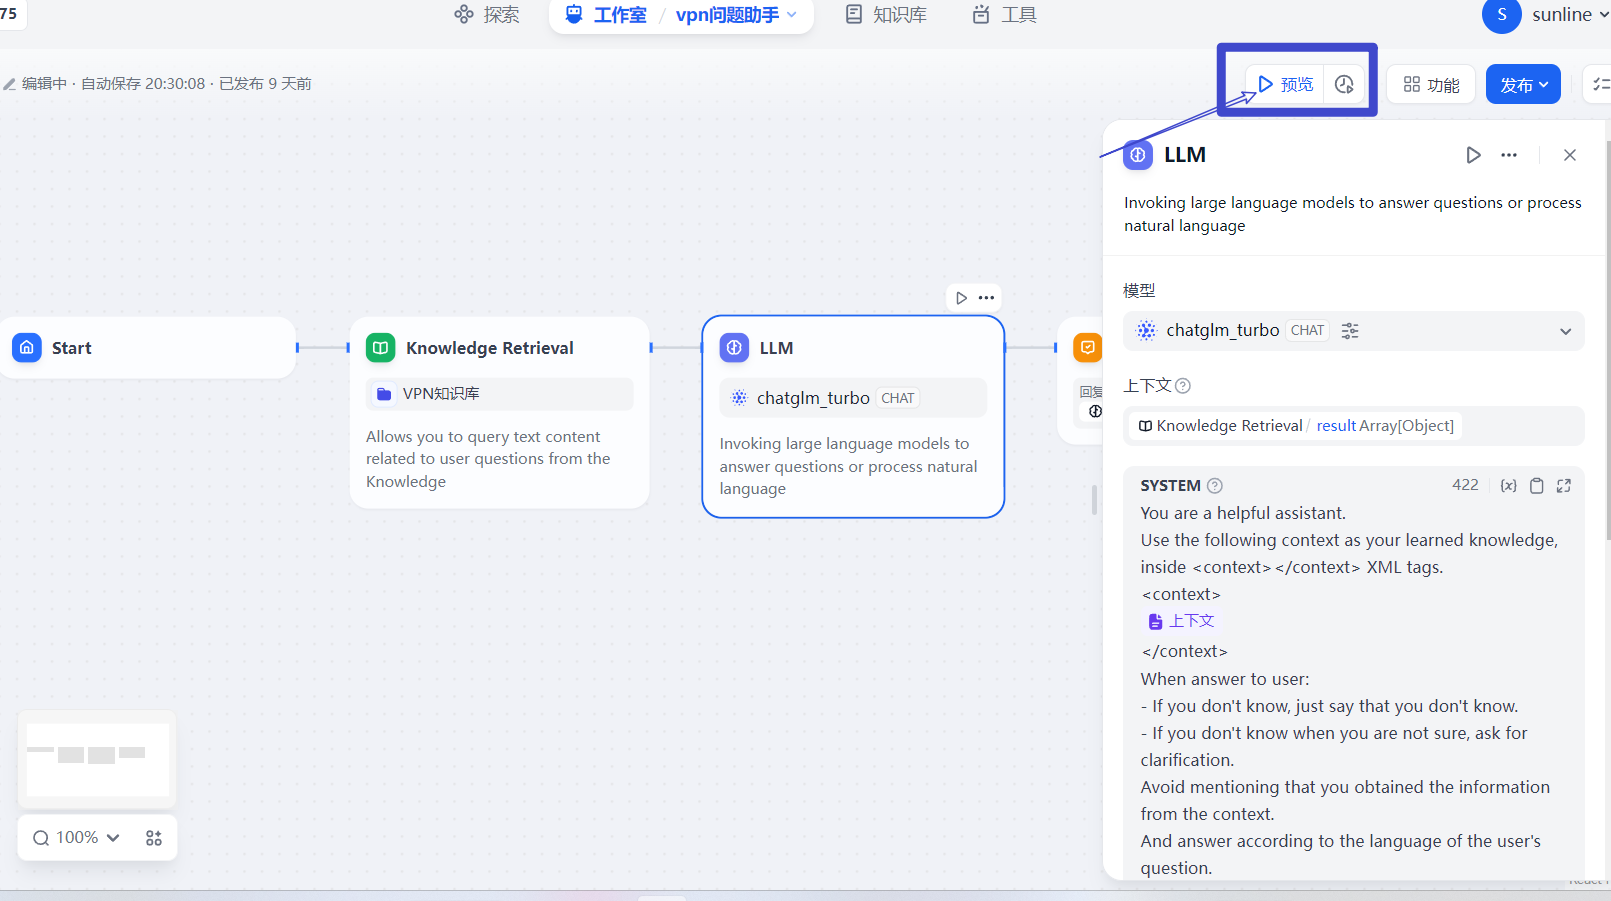 75
探索
工作室 / vpn问题助手
知识库
工具
S
sunline
编辑中 · 自动保存 20:30:08 · 已发布 9 天前
预览
功能
发布
Start
Knowledge Retrieval
VPN知识库
Allows you to query text content
related to user questions from the
Knowledge
LLM
chatglm_turbo CHAT
Invoking large language models to
answer questions or process natural
language
回复
LLM
Invoking large language models to answer questions or process
natural language
模型
chatglm_turbo CHAT
上下文
Knowledge Retrieval / result Array[Object]
SYSTEM
422
{x}
You are a helpful assistant.
Use the following context as your learned knowledge,
inside <context></context> XML tags.
<context>
上下文
</context>
When answer to user:
- If you don't know, just say that you don't know.
- If you don't know when you are not sure, ask for
clarification.
Avoid mentioning that you obtained the information
from the context.
And answer according to the language of the user's
question.
100%